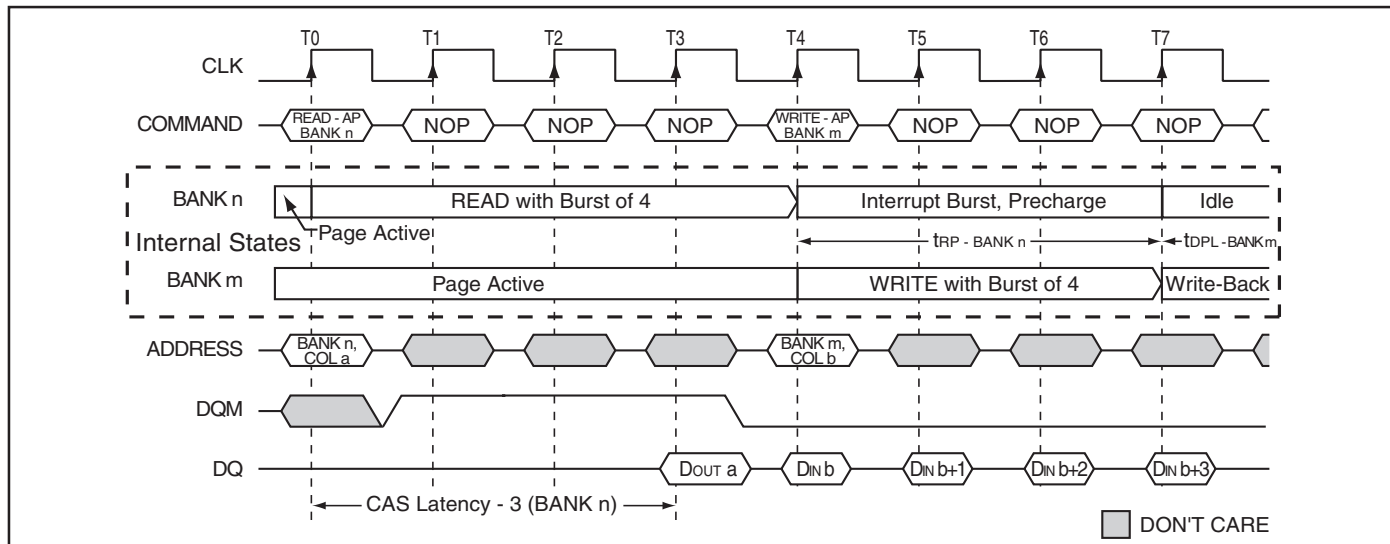 T0 T1 T2 T3 T4 T5 T6 T7
CLK
COMMAND READ - AP BANK n NOP NOP NOP WRITE - AP BANK m NOP NOP NOP
BANK n READ with Burst of 4 Interrupt Burst, Precharge Idle
Internal States Page Active tRP - BANK n tDPL - BANK m
BANK m Page Active WRITE with Burst of 4 Write-Back
ADDRESS BANK n, COL a BANK m, COL b
DQM
DQ DOUT a DIN b DIN b+1 DIN b+2 DIN b+3
CAS Latency - 3 (BANK n)
DON'T CARE